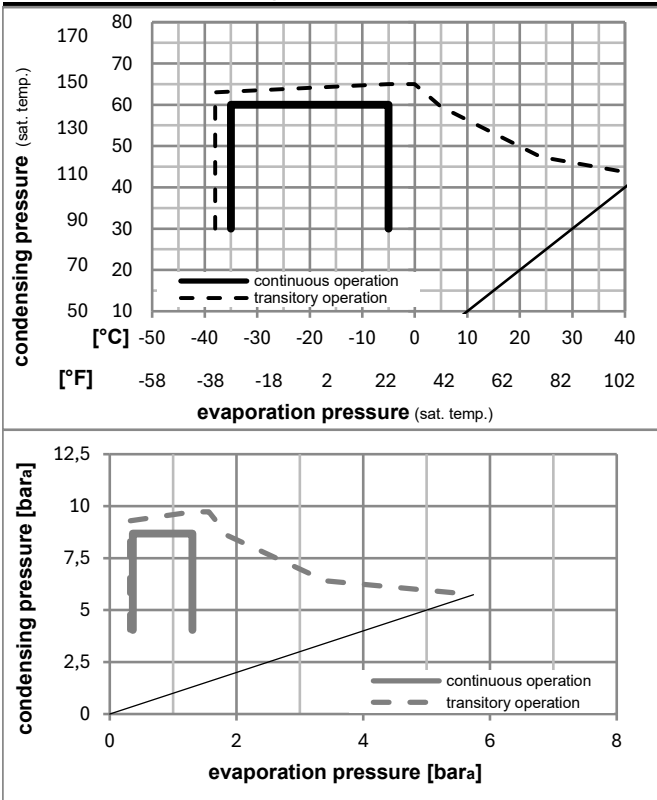 condensing pressure (sat. temp.)
170 80
70
150 60
130 50
110 40
90 30
70 20
50 10
continuous operation
transitory operation
[°C] -50 -40 -30 -20 -10 0 10 20 30 40
[°F] -58 -38 -18 2 22 42 62 82 102
evaporation pressure (sat. temp.)
condensing pressure [bara]
12,5
10
7,5
5
2,5
0
continuous operation
transitory operation
0 2 4 6 8
evaporation pressure [bara]